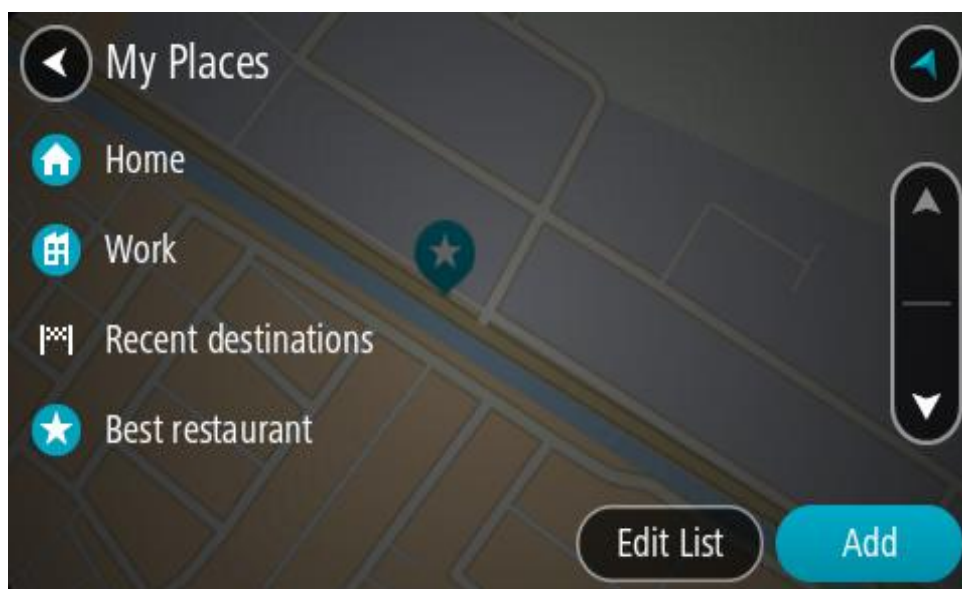 My Places
Home
Work
Recent destinations
Best restaurant
Edit List
Add